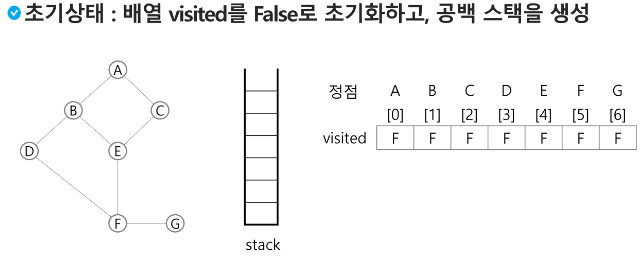 초기상태 : 배열 visited를 False로 초기화하고, 공백 스택을 생성
A
B
C
D
E
F
G
stack
정점 A B C D E F G
[0] [1] [2] [3] [4] [5] [6]
visited F F F F F F F